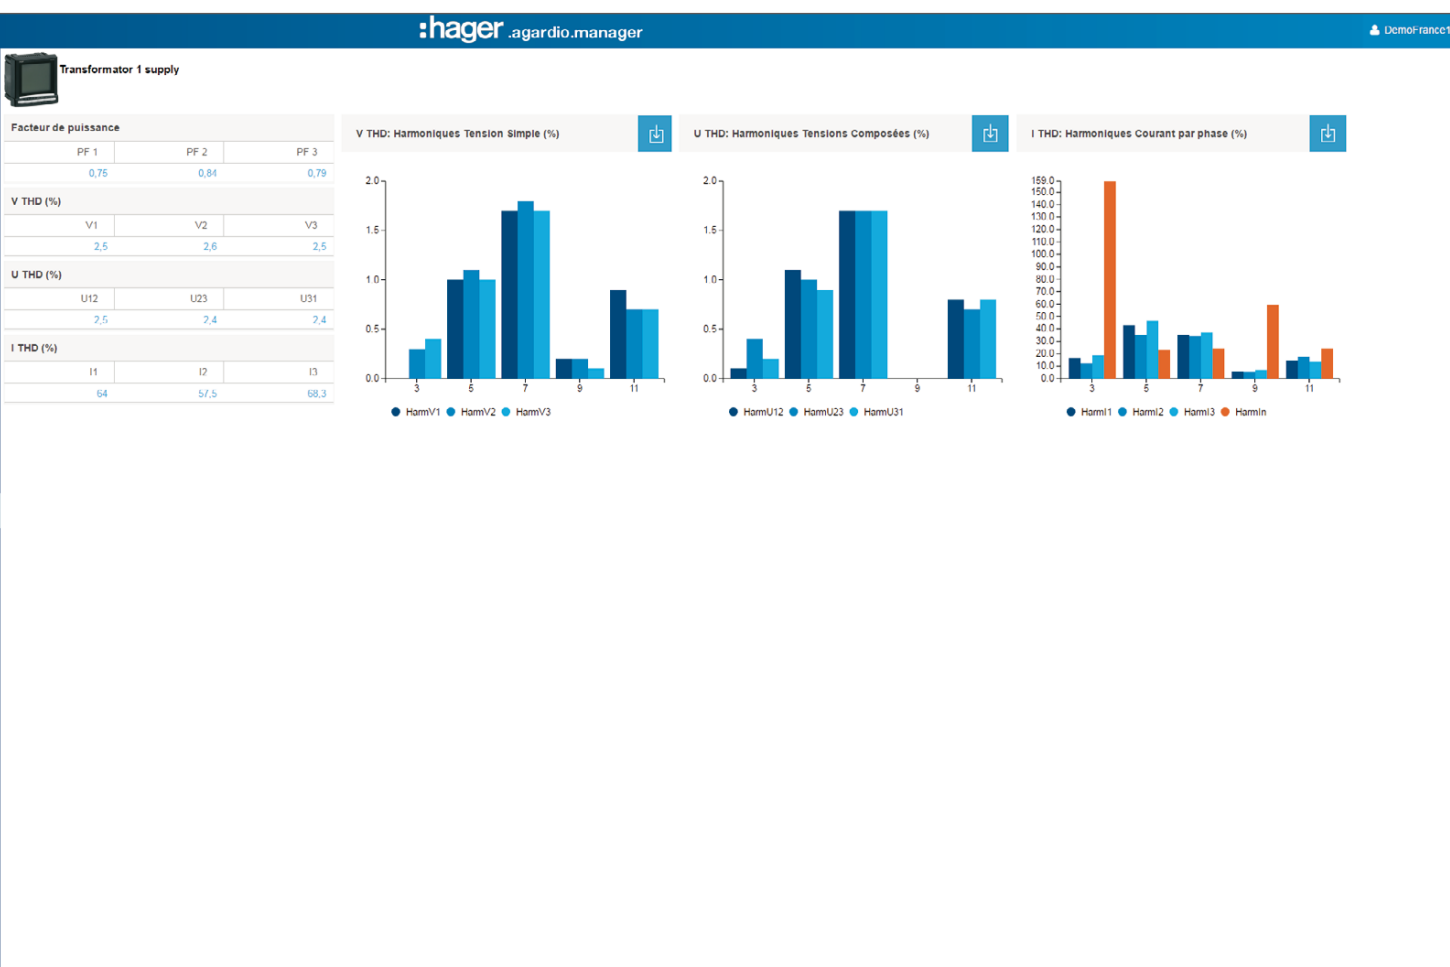 :hager .agardio.manager
DemoFrance1
Transformator 1 supply
Facteur de puissance
PF 1 PF 2 PF 3
0,75 0,84 0,79
V THD (%)
V1 V2 V3
2,5 2,6 2,5
U THD (%)
U12 U23 U31
2,5 2,4 2,4
I THD (%)
I1 I2 I3
64 57,5 68,3
V THD: Harmoniques Tension Simple (%)
2.0
1.5
1.0
0.5
0.0
3 5 7 9 11
HarmV1 HarmV2 HarmV3
U THD: Harmoniques Tensions Composées (%)
2.0
1.5
1.0
0.5
0.0
3 5 7 9 11
HarmU12 HarmU23 HarmU31
I THD: Harmoniques Courant par phase (%)
159.0
150.0
140.0
130.0
120.0
110.0
100.0
90.0
80.0
70.0
60.0
50.0
40.0
30.0
20.0
10.0
0.0
3 5 7 9 11
HarmI1 HarmI2 HarmI3 HarmIn